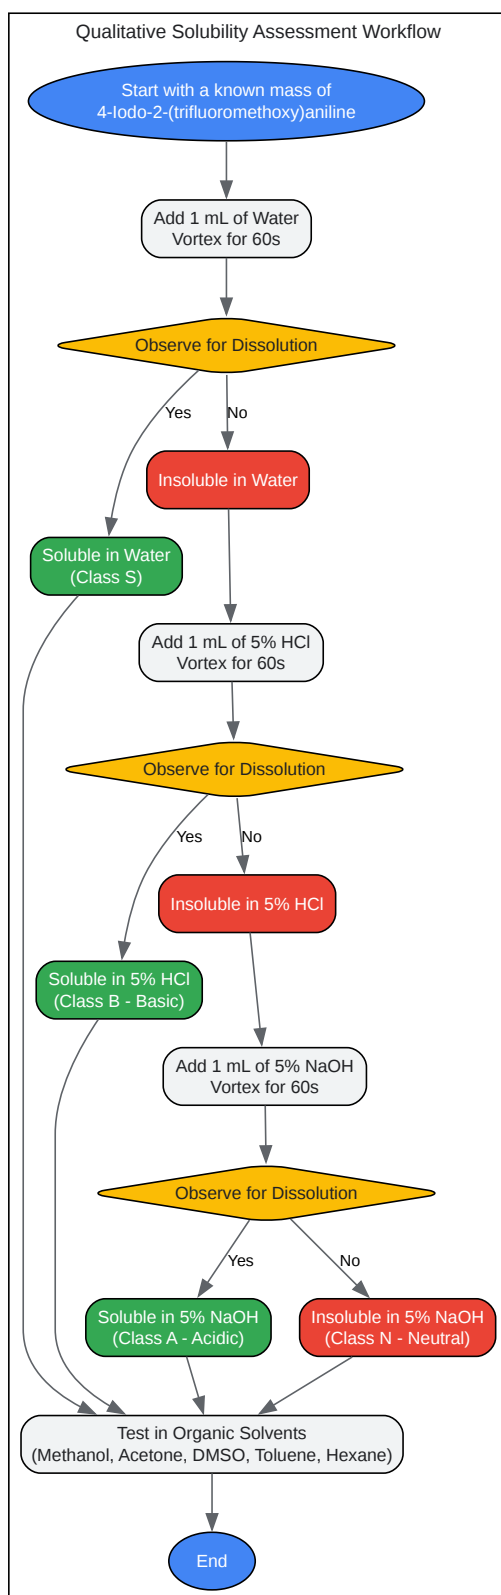 Qualitative Solubility Assessment Workflow
Start with a known mass of
4-Iodo-2-(trifluoromethoxy)aniline
Add 1 mL of Water
Vortex for 60s
Observe for Dissolution
Yes
No
Insoluble in Water
Soluble in Water
(Class S)
Add 1 mL of 5% HCl
Vortex for 60s
Observe for Dissolution
Yes
No
Insoluble in 5% HCl
Soluble in 5% HCl
(Class B - Basic)
Add 1 mL of 5% NaOH
Vortex for 60s
Observe for Dissolution
Yes
No
Soluble in 5% NaOH
(Class A - Acidic)
Insoluble in 5% NaOH
(Class N - Neutral)
Test in Organic Solvents
(Methanol, Acetone, DMSO, Toluene, Hexane)
End